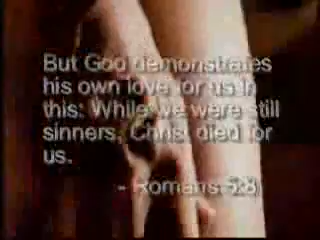 But God demonstrates
his own love for us in
this: While we were still
sinners, Christ died for
us.
- Romans 5:8